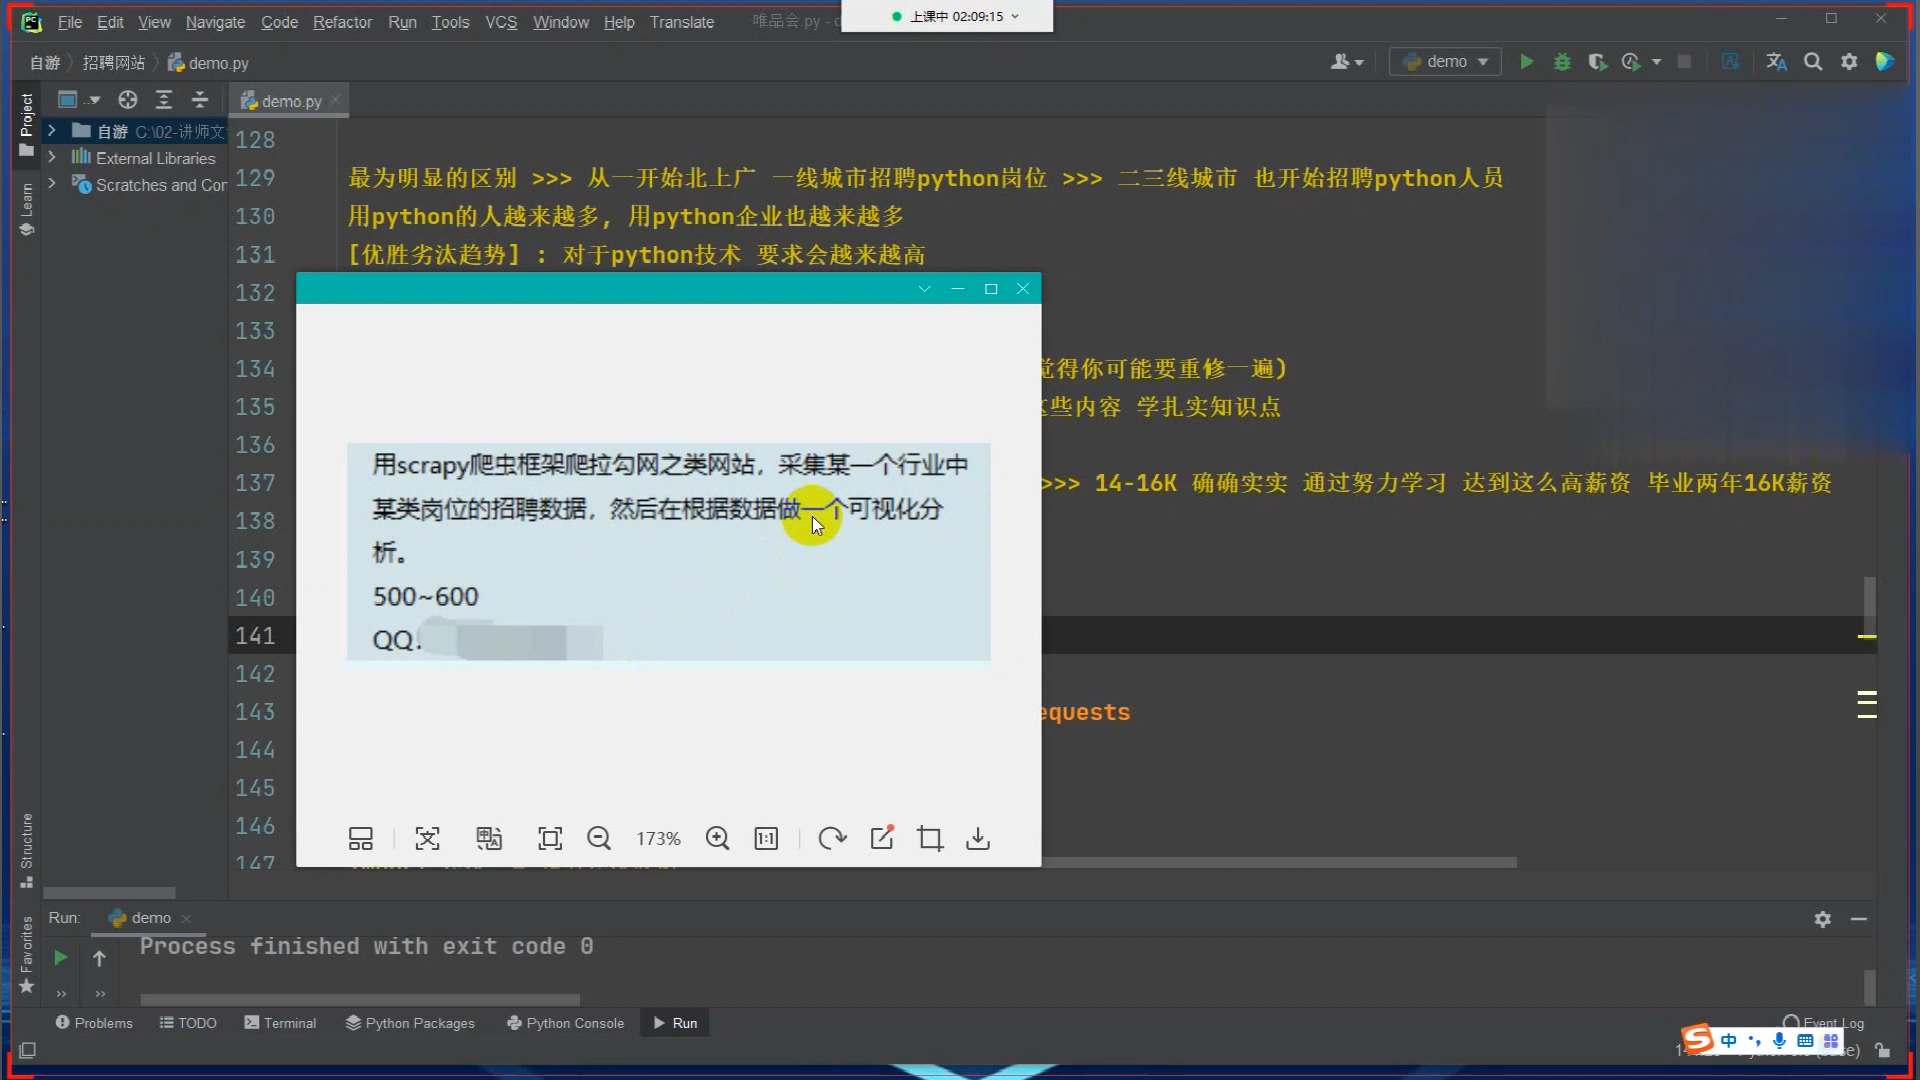 File Edit View Navigate Code Refactor Run Tools VCS Window Help Translate 唯品会.py
上课中 02:09:15
自游 招聘网站 demo.py
demo
demo.py
Project
自游 C:\02-讲师文
External Libraries
Scratches and Con
Learn
128
129 最为明显的区别 >>> 从一开始北上广 一线城市招聘python岗位 >>> 二三线城市 也开始招聘python人员
130 用python的人越来越多, 用python企业也越来越多
131 [优胜劣汰趋势] : 对于python技术 要求会越来越高
132
133
134 觉得你可能要重修一遍)
135 这些内容 学扎实知识点
136
137 >>> 14-16K 确确实实 通过努力学习 达到这么高薪资 毕业两年16K薪资
138
139
140
141
142
143 equests
144
145
146
147
用scrapy爬虫框架爬拉勾网之类网站，采集某一个行业中
某类岗位的招聘数据，然后在根据数据做一个可视化分
析。
500~600
QQ:
173%
1:1
Structure
Favorites
Run: demo
Process finished with exit code 0
Problems TODO Terminal Python Packages Python Console Run
Event Log
中